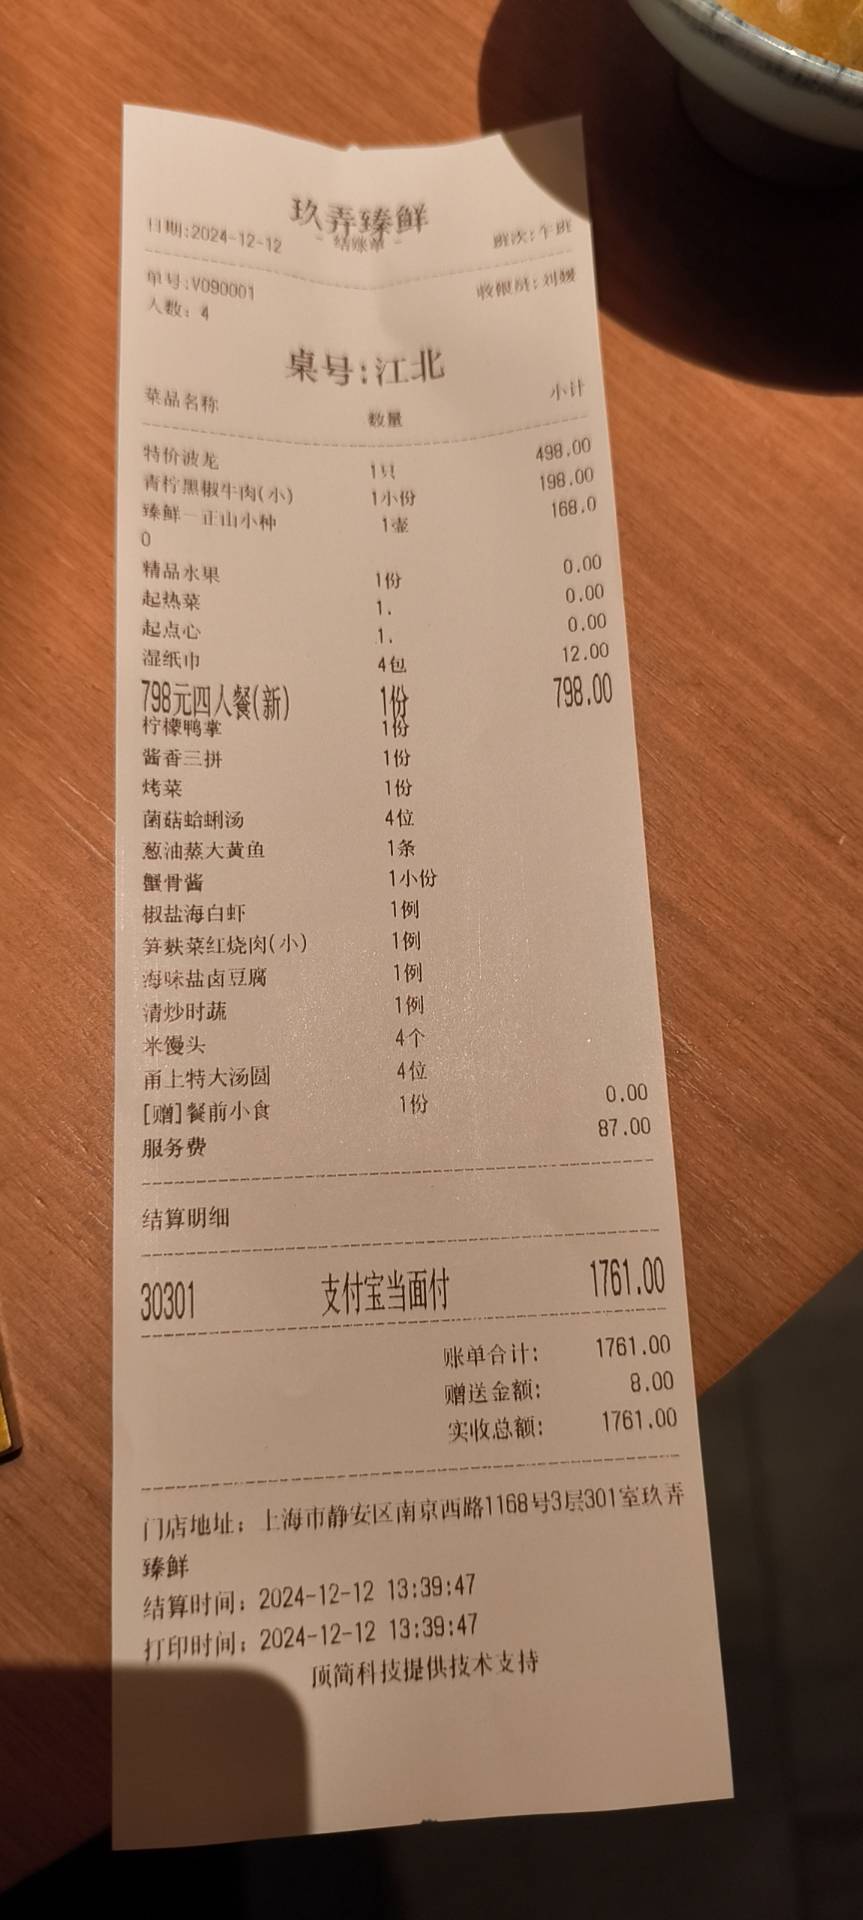 玖弄臻鲜
- 结账单 -
日期:2024-12-12 班次:午班
单号:V090001 收银员:刘媛
人数: 4
桌号:江北
菜品名称 数量 小计
特价波龙 1只 498.00
青柠黑椒牛肉(小) 1小份 198.00
臻鲜一正山小种 1壶 168.0
0
精品水果 1份 0.00
起热菜 1. 0.00
起点心 1. 0.00
湿纸巾 4包 12.00
798元四人餐(新) 1份 798.00
柠檬鸭掌 1份
酱香三拼 1份
烤菜 1份
菌菇蛤蜊汤 4位
葱油蒸大黄鱼 1条
蟹骨酱 1小份
椒盐海白虾 1例
笋麸菜红烧肉(小) 1例
海味盐卤豆腐 1例
清炒时蔬 1例
米馒头 4个
甬上特大汤圆 4位
[赠]餐前小食 1份 0.00
服务费 87.00
结算明细
30301 支付宝当面付 1761.00
账单合计: 1761.00
赠送金额: 8.00
实收总额: 1761.00
门店地址: 上海市静安区南京西路1168号3层301室玖弄
臻鲜
结算时间: 2024-12-12 13:39:47
打印时间: 2024-12-12 13:39:47
顶简科技提供技术支持